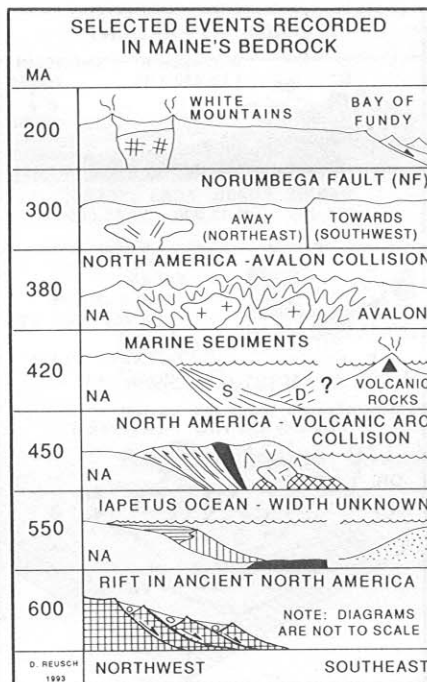 SELECTED EVENTS RECORDED
IN MAINE'S BEDROCK
MA
200
WHITE
MOUNTAINS
BAY OF
FUNDY
300
NORUMBEGA FAULT (NF)
AWAY
(NORTHEAST)
TOWARDS
(SOUTHWEST)
380
NORTH AMERICA -AVALON COLLISION
NA
AVALON
420
MARINE SEDIMENTS
NA
S
D
?
VOLCANIC
ROCKS
450
NORTH AMERICA - VOLCANIC ARC
COLLISION
NA
550
IAPETUS OCEAN - WIDTH UNKNOWN
NA
600
RIFT IN ANCIENT NORTH AMERICA
NOTE: DIAGRAMS
ARE NOT TO SCALE
D. REUSCH
1993
NORTHWEST
SOUTHEAST